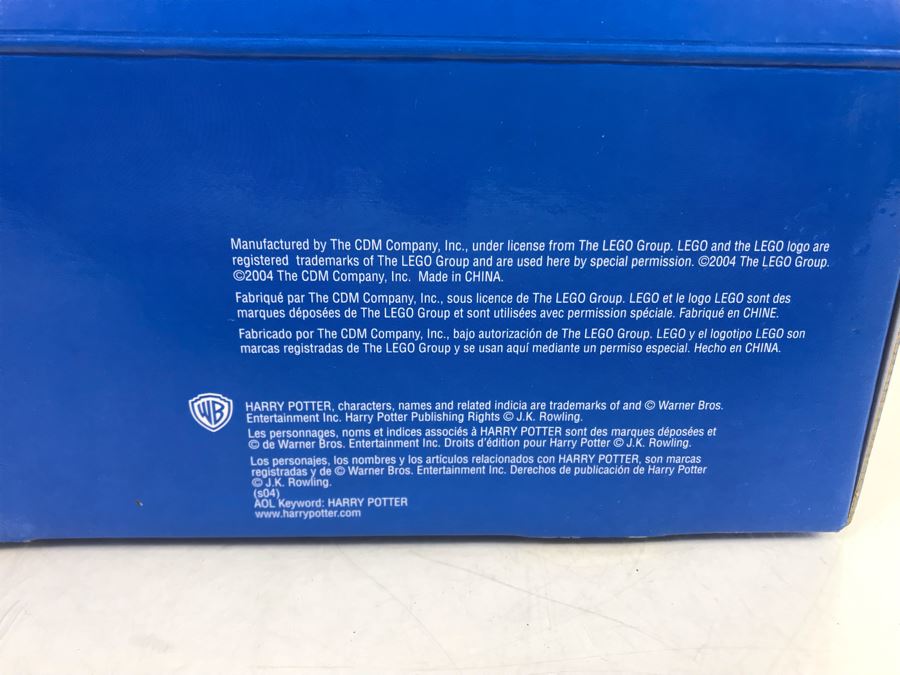 Manufactured by The CDM Company, Inc., under license from The LEGO Group. LEGO and the LEGO logo are
registered trademarks of The LEGO Group and are used here by special permission. ©2004 The LEGO Group.
©2004 The CDM Company, Inc. Made in CHINA.
Fabriqué par The CDM Company, Inc., sous licence de The LEGO Group. LEGO et le logo LEGO sont des
marques déposées de The LEGO Group et sont utilisées avec permission spéciale. Fabriqué en CHINE.
Fabricado por The CDM Company, Inc., bajo autorización de The LEGO Group. LEGO y el logotipo LEGO son
marcas registradas de The LEGO Group y se usan aquí mediante un permiso especial. Hecho en CHINA.
WB
HARRY POTTER, characters, names and related indicia are trademarks of and © Warner Bros.
Entertainment Inc. Harry Potter Publishing Rights © J.K. Rowling.
Les personnages, noms et indices associés à HARRY POTTER sont des marques déposées et
© de Warner Bros. Entertainment Inc. Droits d'édition pour Harry Potter © J.K. Rowling.
Los personajes, los nombres y los artículos relacionados con HARRY POTTER, son marcas
registradas y de © Warner Bros. Entertainment Inc. Derechos de publicación de Harry Potter
© J.K. Rowling.
(s04)
AOL Keyword: HARRY POTTER
www.harrypotter.com